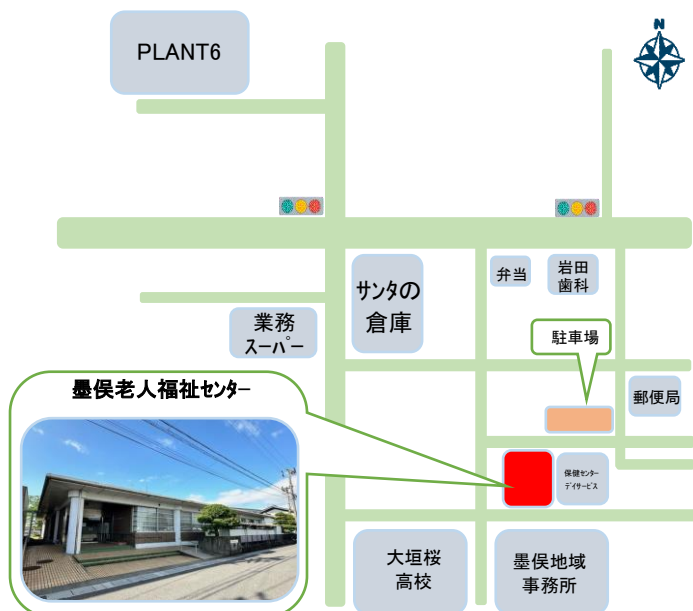 PLANT6
N
サンタの
倉庫
弁当
岩田
歯科
業務
スーパー
駐車場
墨俣老人福祉センター
郵便局
保健センター
デイサービス
大垣桜
高校
墨俣地域
事務所